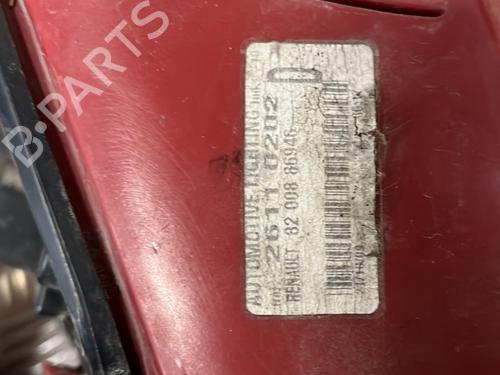 AUTOMOTIVE LIGHTING
2611 0202 D
RENAULT 82 008 86946
B-PARTS